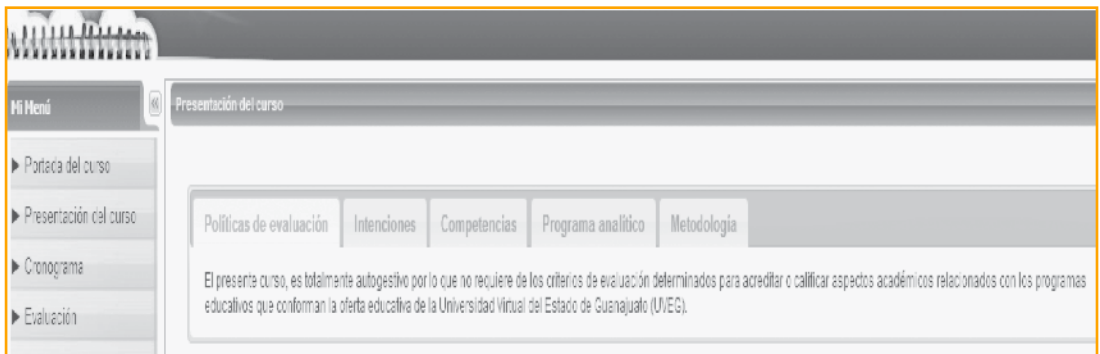 Mi Menú
Presentación del curso
Portada del curso
Presentación del curso
Cronograma
Evaluación
Políticas de evaluación
Intenciones
Competencias
Programa analítico
Metodología
El presente curso, es totalmente autogestivo por lo que no requiere de los criterios de evaluación determinados para acreditar o calificar aspectos académicos relacionados con los programas
educativos que conforman la oferta educativa de la Universidad Virtual del Estado de Guanajuato (UVEG).